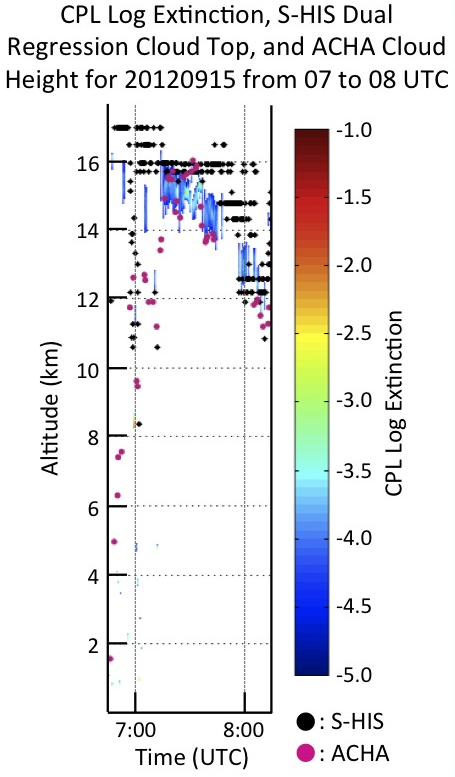 CPL Log Extinction, S-HIS Dual
Regression Cloud Top, and ACHA Cloud
Height for 20120915 from 07 to 08 UTC
16
14
12
10
8
6
4
2
Altitude (km)
7:00
8:00
Time (UTC)
-1.0
-1.5
-2.0
-2.5
-3.0
-3.5
-4.0
-4.5
-5.0
CPL Log Extinction
: S-HIS
: ACHA